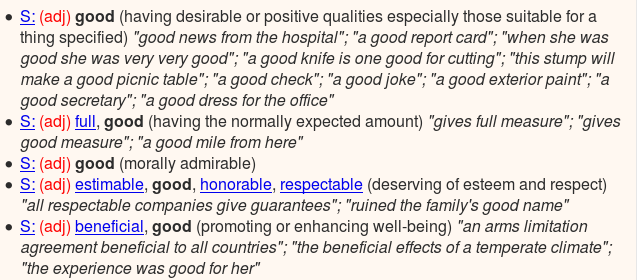 • S: (adj) good (having desirable or positive qualities especially those suitable for a
thing specified) "good news from the hospital"; "a good report card"; "when she was
good she was very very good"; "a good knife is one good for cutting"; "this stump will
make a good picnic table"; "a good check"; "a good joke"; "a good exterior paint"; "a
good secretary"; "a good dress for the office"
• S: (adj) full, good (having the normally expected amount) "gives full measure"; "gives
good measure"; "a good mile from here"
• S: (adj) good (morally admirable)
• S: (adj) estimable, good, honorable, respectable (deserving of esteem and respect)
"all respectable companies give guarantees"; "ruined the family's good name"
• S: (adj) beneficial, good (promoting or enhancing well-being) "an arms limitation
agreement beneficial to all countries"; "the beneficial effects of a temperate climate";
"the experience was good for her"